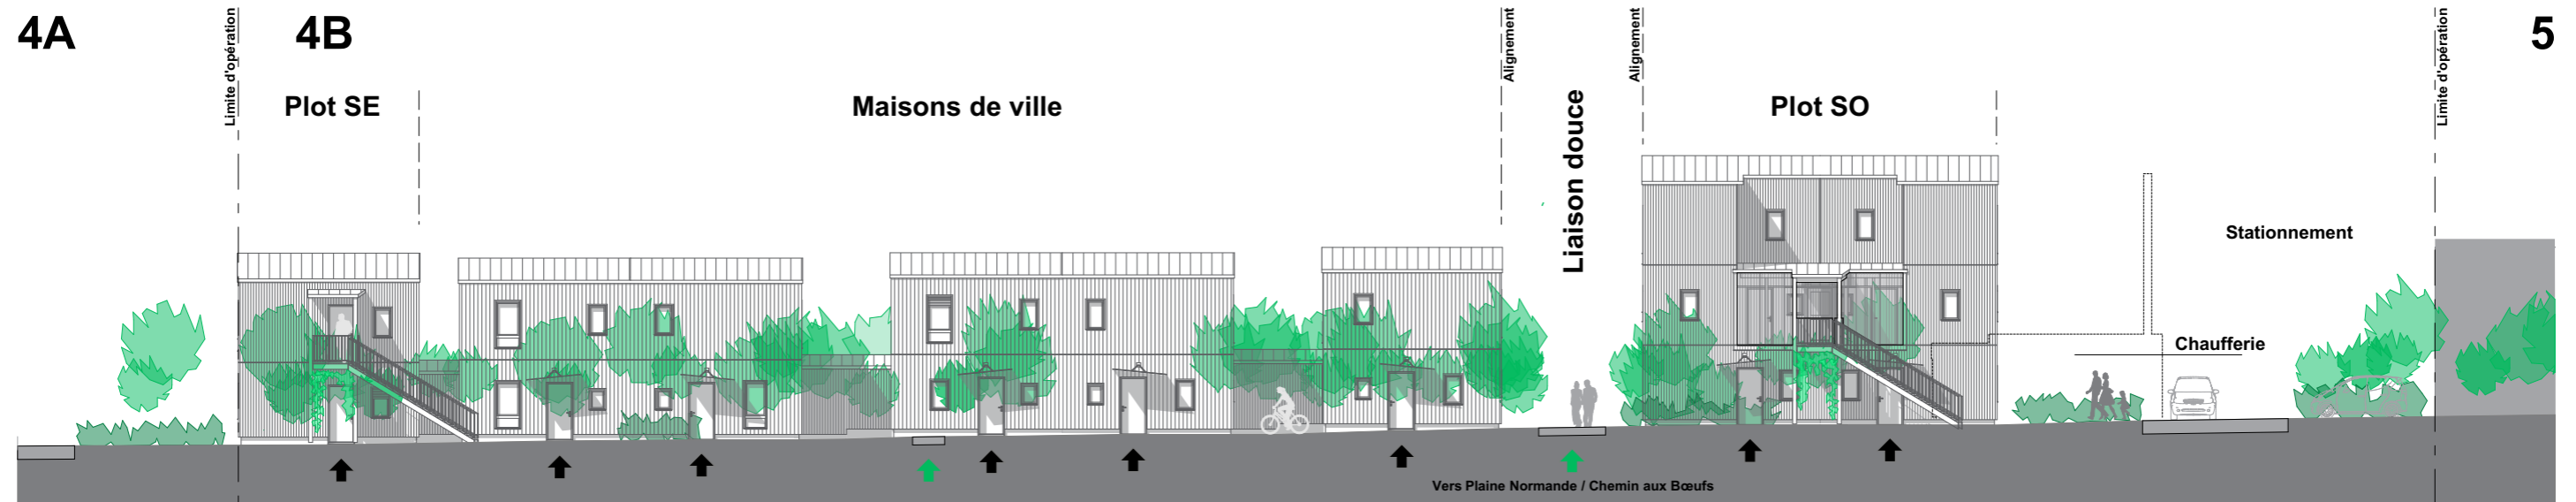 4A
Limite d'opération
4B
Plot SE
Maisons de ville
Alignement
Liaison douce
Alignement
Plot SO
Limite d'opération
5
Stationnement
Chaufferie
Vers Plaine Normande / Chemin aux Bœufs